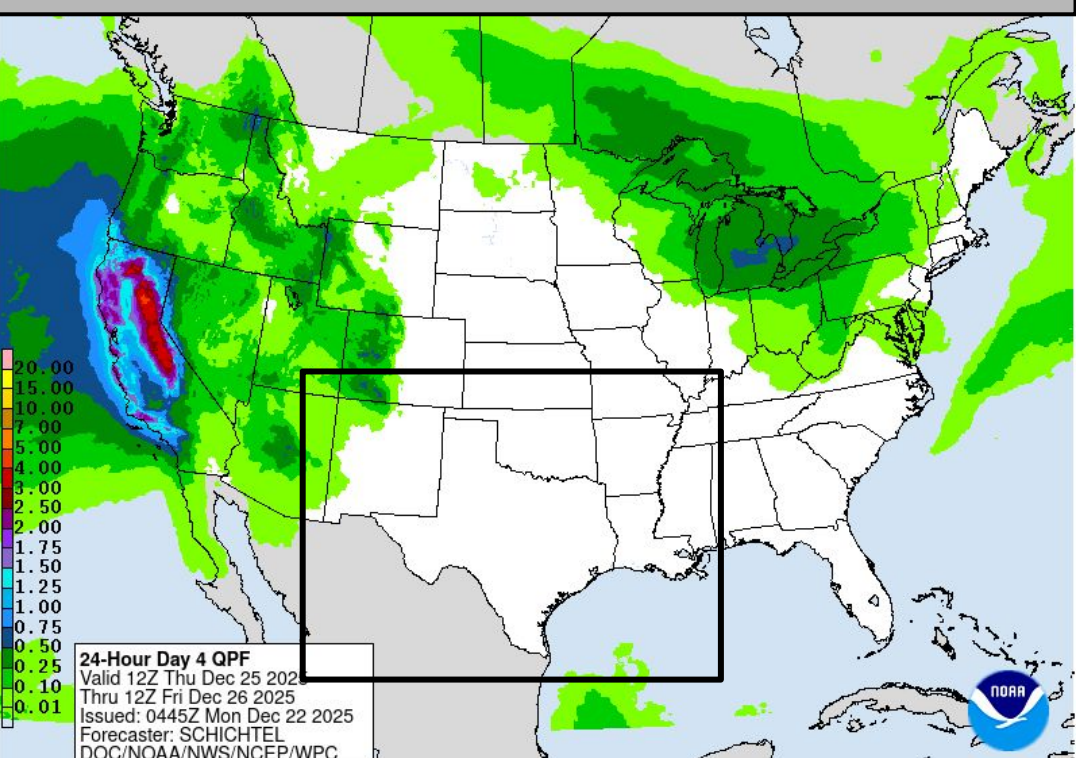 20.00
15.00
10.00
7.00
5.00
4.00
3.00
2.50
2.00
1.75
1.50
1.25
1.00
0.75
0.50
0.25
0.10
0.01
24-Hour Day 4 QPF
Valid 12Z Thu Dec 25 2025
Thru 12Z Fri Dec 26 2025
Issued: 0445Z Mon Dec 22 2025
Forecaster: SCHICHTEL
DOC/NOAA/NWS/NCEP/WPC
NOAA